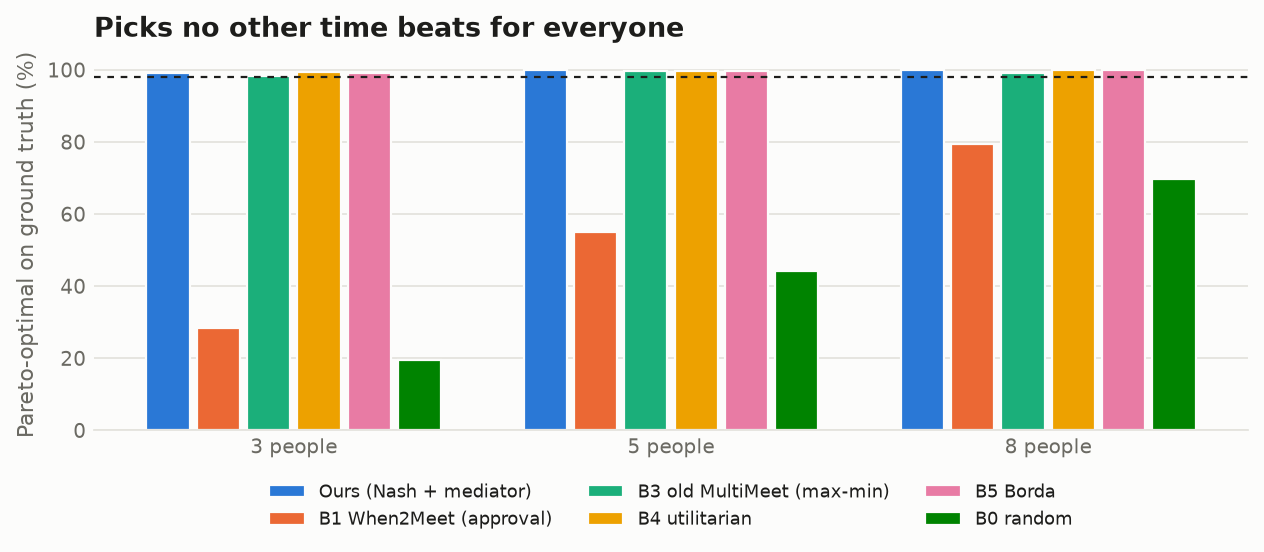 Picks no other time beats for everyone
Pareto-optimal on ground truth (%)
100
80
60
40
20
0
3 people
5 people
8 people
Ours (Nash + mediator)
B1 When2Meet (approval)
B3 old MultiMeet (max-min)
B4 utilitarian
B5 Borda
B0 random